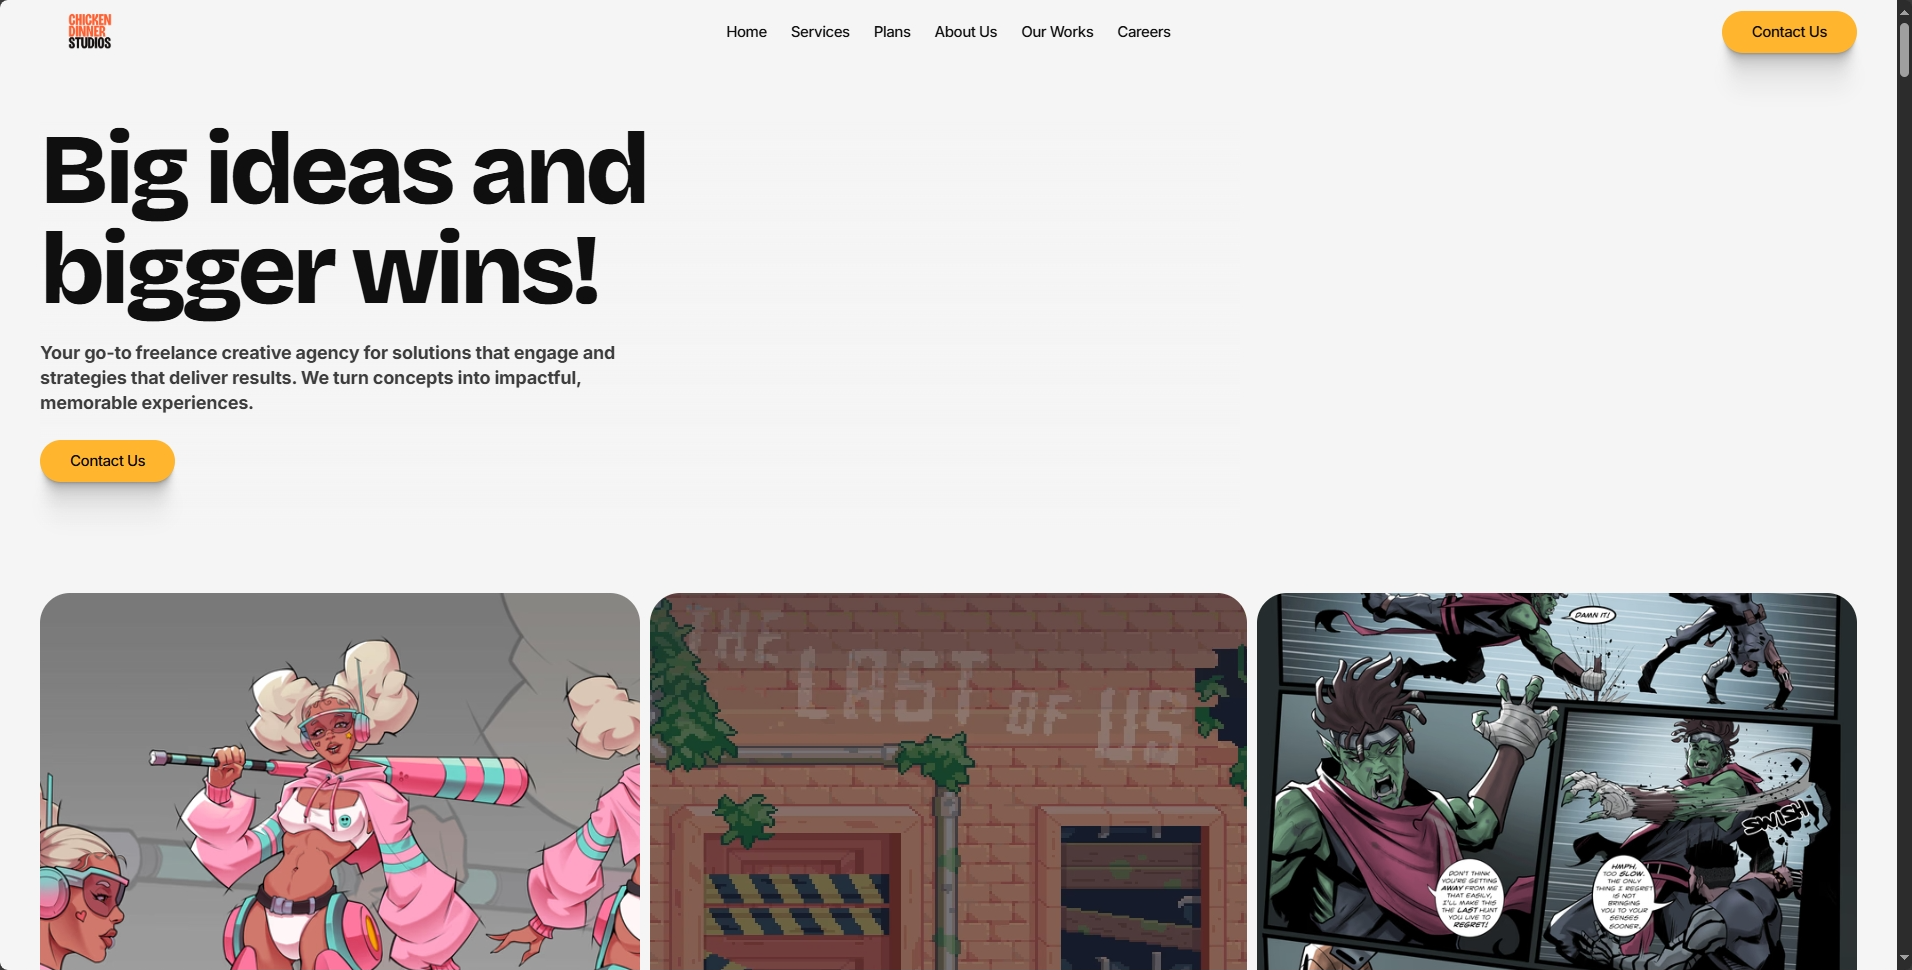 CHICKEN
DINNER
STUDIOS
Home Services Plans About Us Our Works Careers
Contact Us
Big ideas and
bigger wins!
Your go-to freelance creative agency for solutions that engage and
strategies that deliver results. We turn concepts into impactful,
memorable experiences.
Contact Us
THE
LAST
OF US
DAMN IT!
SWISH
DON'T THINK
YOU'RE GETTING
AWAY FROM ME
THAT EASILY,
I'LL MAKE THIS
THE LAST HUNT
YOU LIVE TO
REGRET!
HMPH.
TOO SLOW.
THE ONLY
THING I REGRET
IS NOT
BRINGING
YOU TO YOUR
SENSES
SOONER.